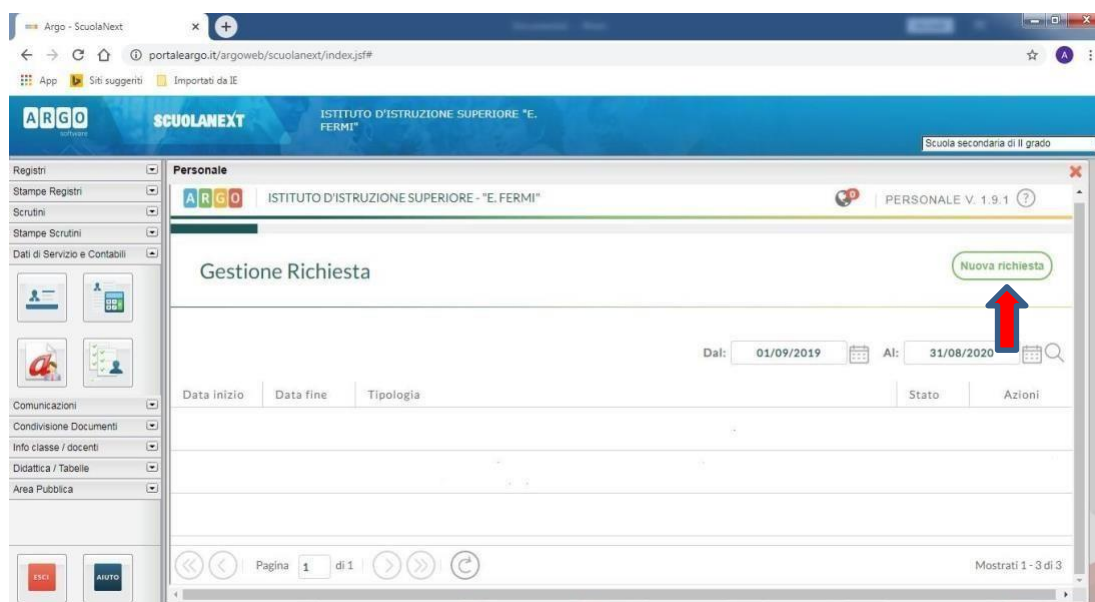 Argo - ScuolaNext
portaleargo.it/argoweb/scuolanext/index.jsf#
A
App Siti suggeriti Importati da IE
ARGO software SCUOLANEXT ISTITUTO D'ISTRUZIONE SUPERIORE "E.
FERMI"
Scuola secondaria di II grado
Registri
Stampe Registri
Scrutini
Stampe Scrutini
Dati di Servizio e Contabili
Comunicazioni
Condivisione Documenti
Info classe / docenti
Didattica / Tabelle
Area Pubblica
ESCI AIUTO
Personale
ARGO ISTITUTO D'ISTRUZIONE SUPERIORE - "E. FERMI" 0 PERSONALE V. 1.9.1 ?
Gestione Richiesta Nuova richiesta
Dal: 01/09/2019 Al: 31/08/2020
Data inizio Data fine Tipologia Stato Azioni
Pagina 1 di 1 Mostrati 1 - 3 di 3